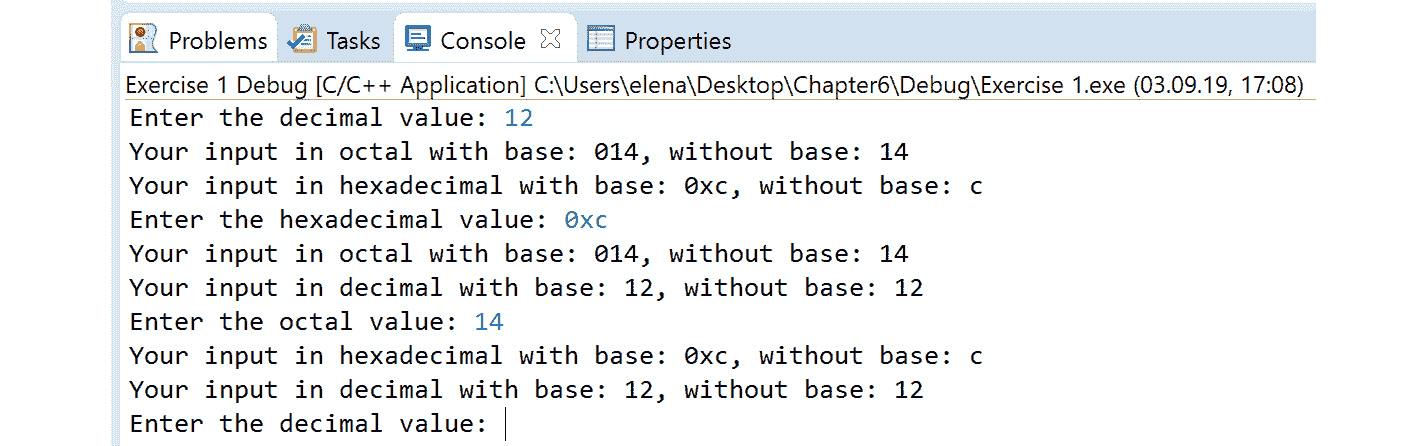 Problems Tasks Console Properties
Exercise 1 Debug [C/C++ Application] C:\Users\elena\Desktop\Chapter6\Debug\Exercise 1.exe (03.09.19, 17:08)
Enter the decimal value: 12
Your input in octal with base: 014, without base: 14
Your input in hexadecimal with base: 0xc, without base: c
Enter the hexadecimal value: 0xc
Your input in octal with base: 014, without base: 14
Your input in decimal with base: 12, without base: 12
Enter the octal value: 14
Your input in hexadecimal with base: 0xc, without base: c
Your input in decimal with base: 12, without base: 12
Enter the decimal value: